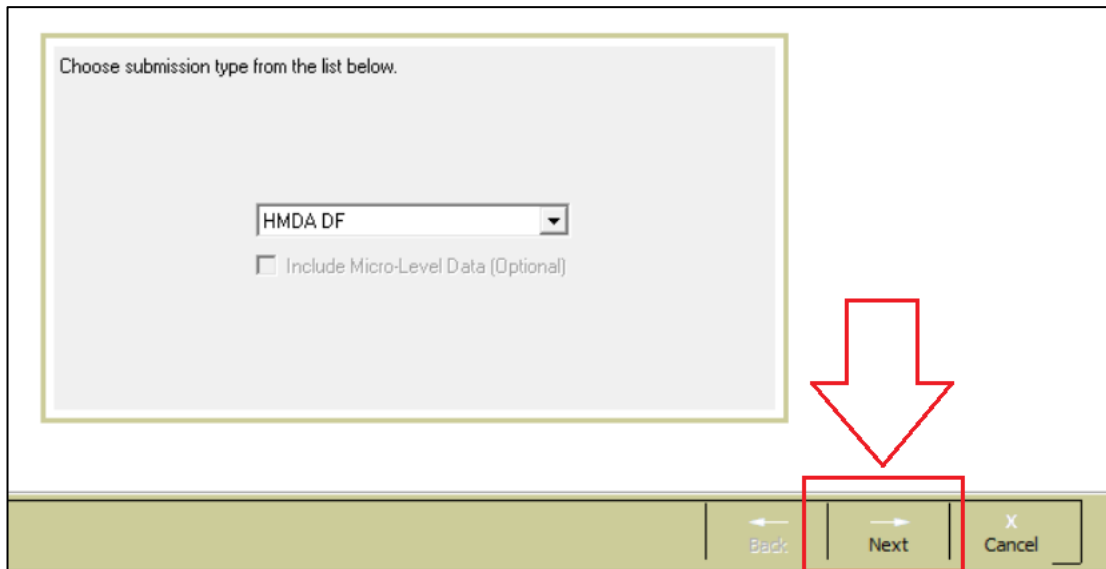 Choose submission type from the list below.
HMDA DF
Include Micro-Level Data (Optional)
Back
Next
X
Cancel